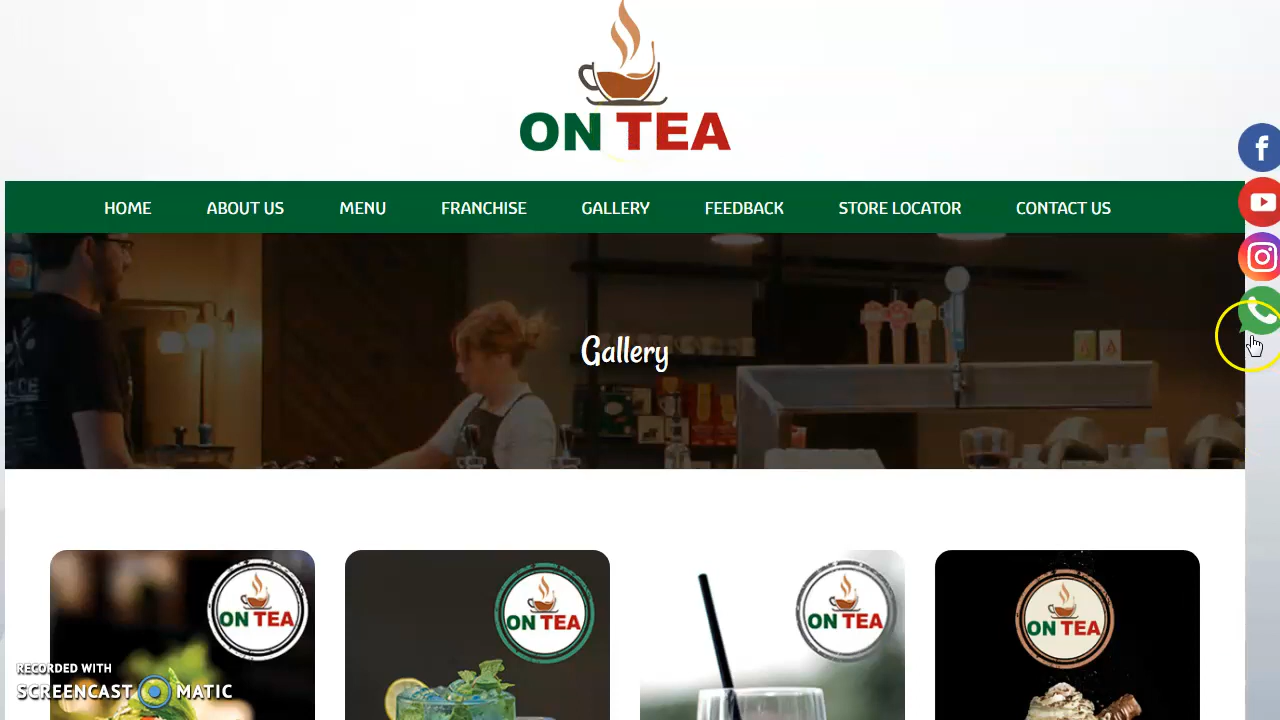 ON TEA
HOME ABOUT US MENU FRANCHISE GALLERY FEEDBACK STORE LOCATOR CONTACT US
Gallery
ON TEA
ON TEA
ON TEA
ON TEA
RECORDED WITH
SCREENCAST MATIC